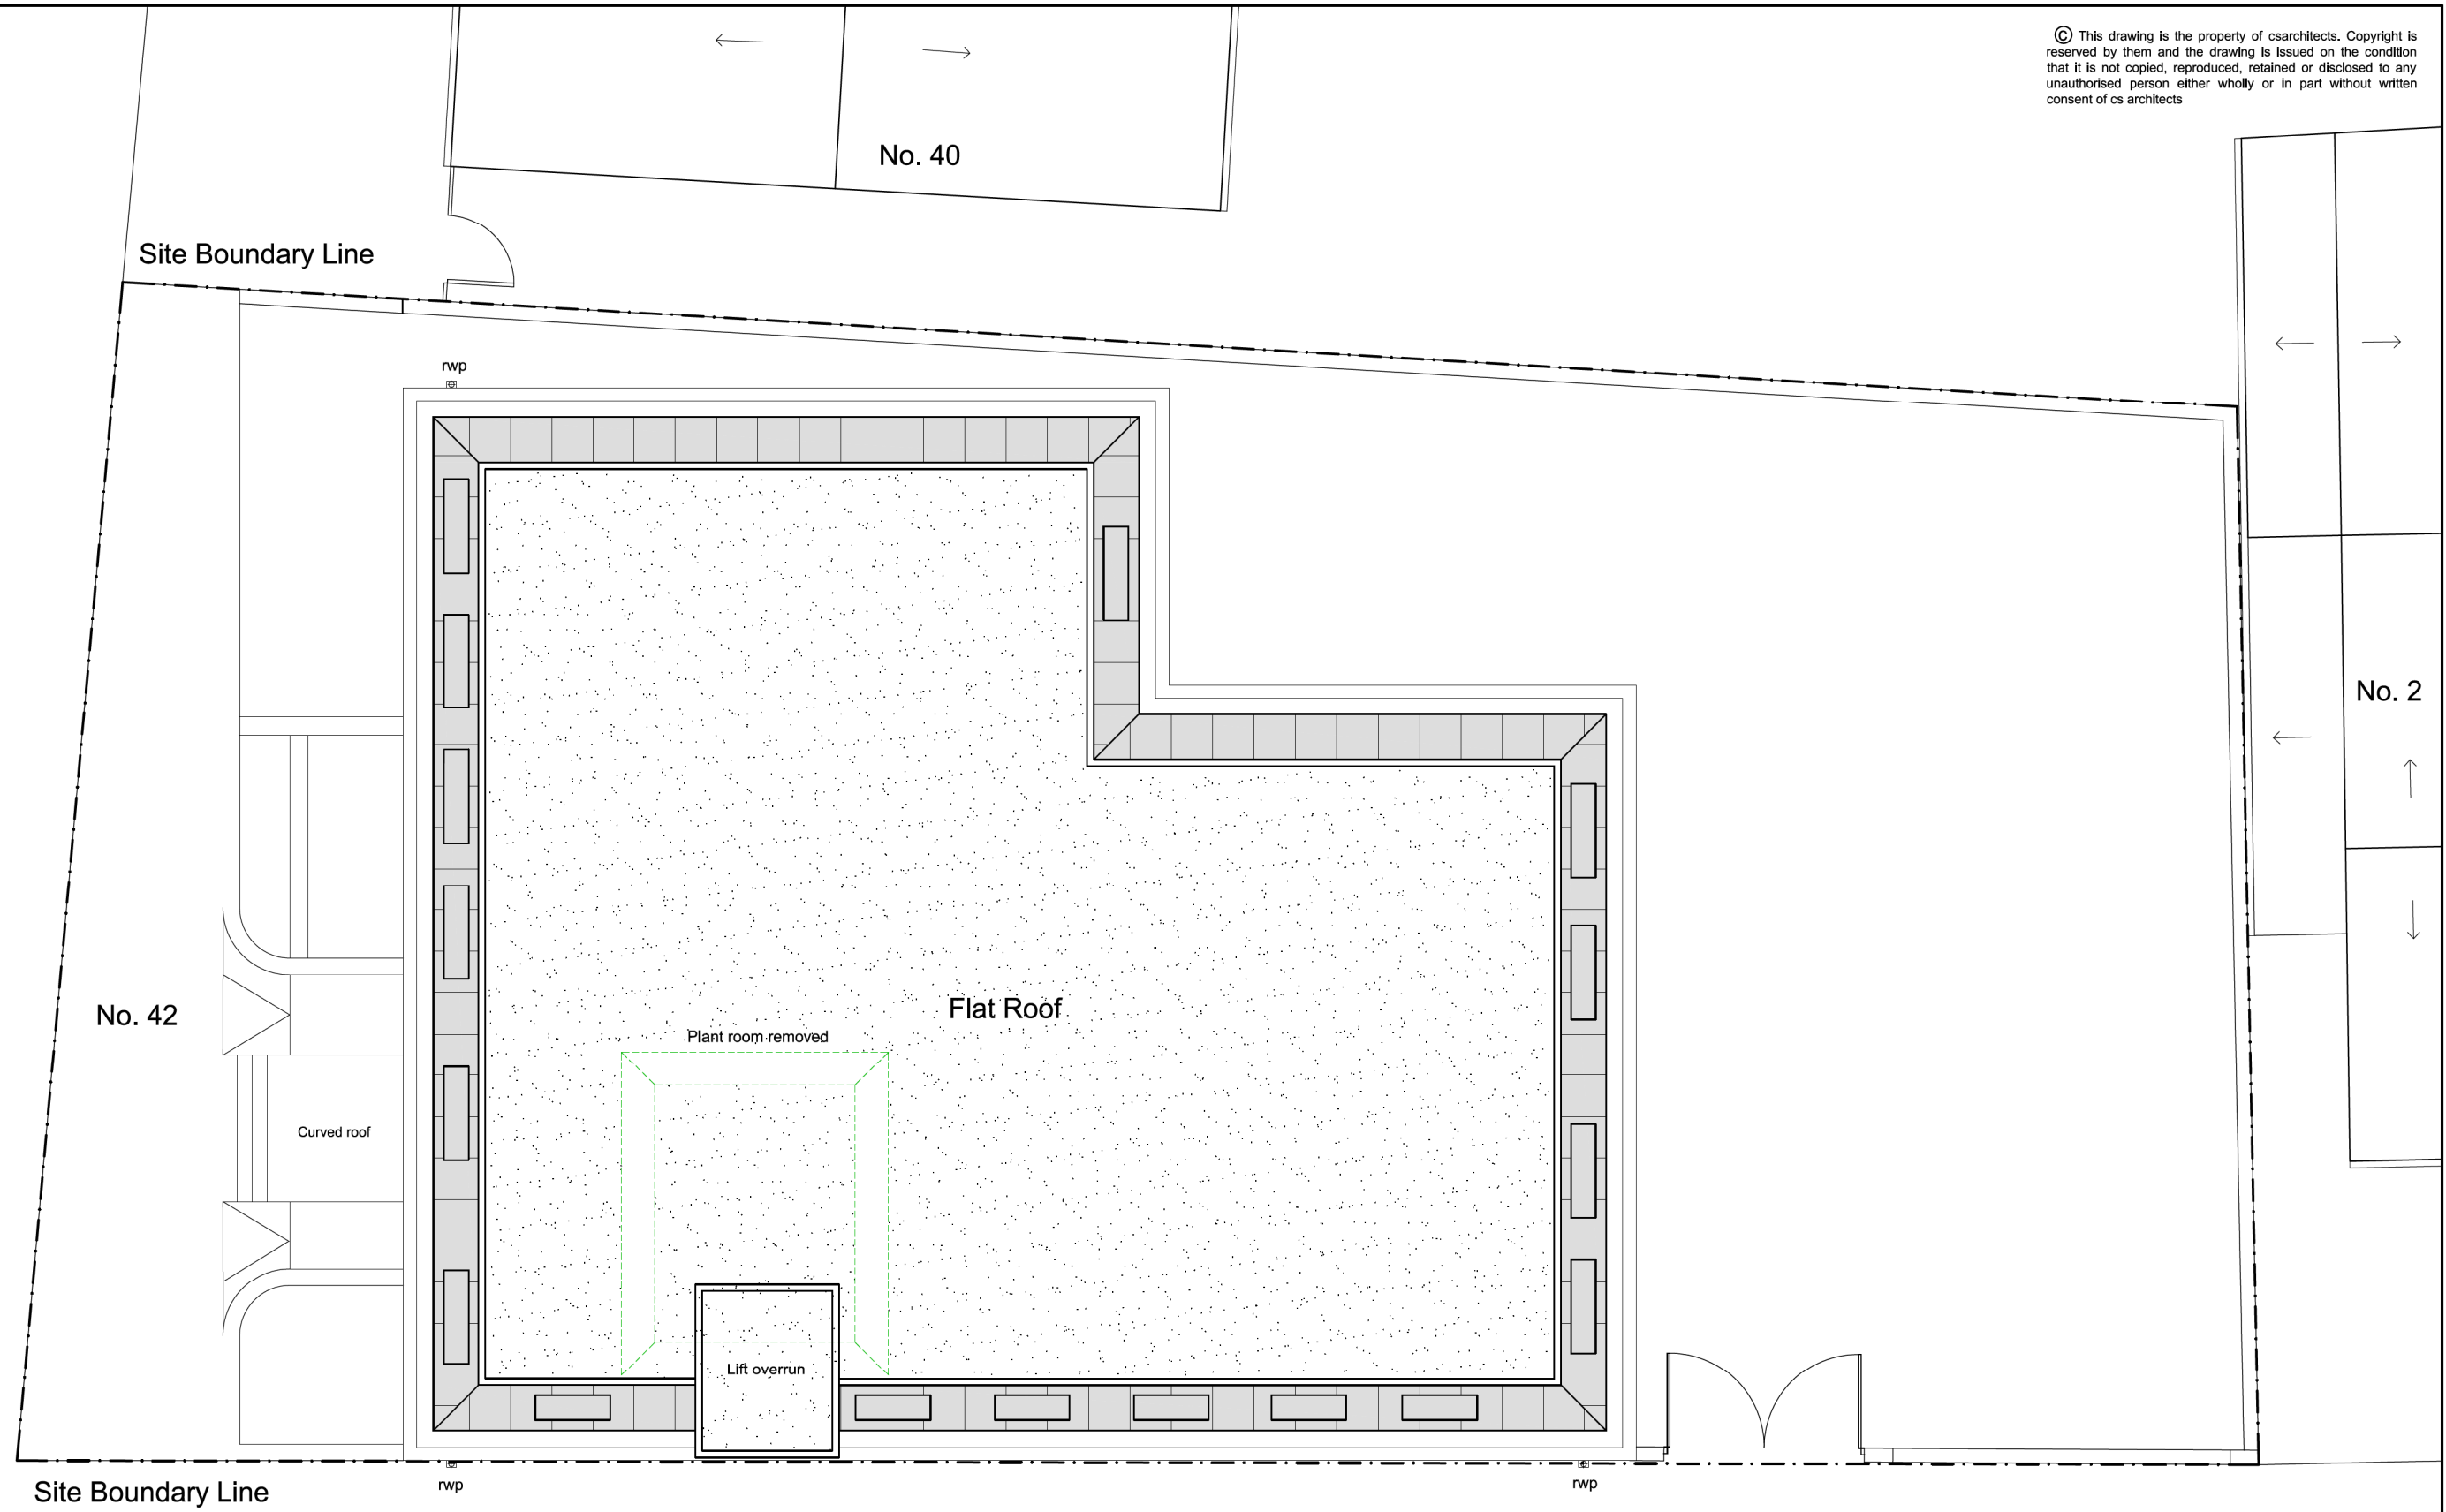 © This drawing is the property of csarchitects. Copyright is
reserved by them and the drawing is issued on the condition
that it is not copied, reproduced, retained or disclosed to any
unauthorised person either wholly or in part without written
consent of cs architects
No. 40
Site Boundary Line
rwp
No. 2
Flat Roof
No. 42
Plant room removed
Curved roof
Lift overrun
rwp
rwp
Site Boundary Line